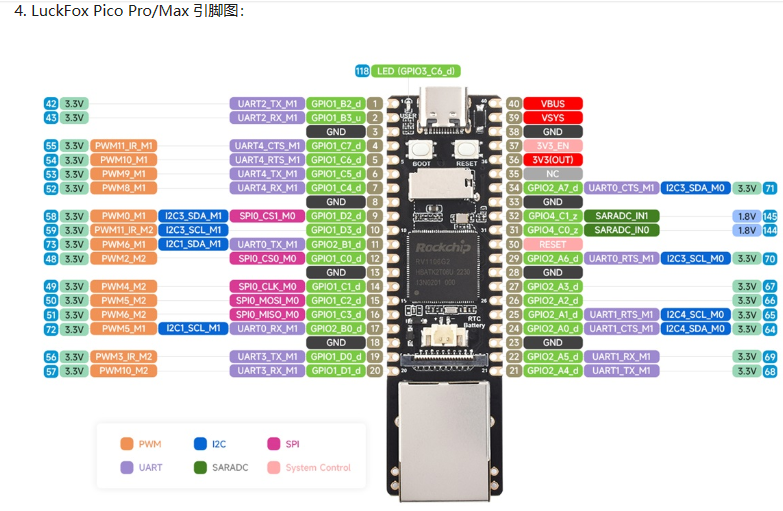 4. LuckFox Pico Pro/Max 引脚图：
118 LED (GPIO3_C6_d)
42 3.3V UART2_TX_M1 GPIO1_B2_d 1 40 VBUS
43 3.3V UART2_RX_M1 GPIO1_B3_u 2 USER 39 VSYS
GND 3 38 GND
55 3.3V PWM11_IR_M1 UART4_CTS_M1 GPIO1_C7_d 4 37 3V3_EN
54 3.3V PWM10_M1 UART4_RTS_M1 GPIO1_C6_d 5 BOOT RESET 36 3V3(OUT)
53 3.3V PWM9_M1 UART4_TX_M1 GPIO1_C5_d 6 35 NC
52 3.3V PWM8_M1 UART4_RX_M1 GPIO1_C4_d 7 34 GPIO2_A7_d UART0_CTS_M1 I2C3_SDA_M0 3.3V 71
GND 8 33 GND
58 3.3V PWM0_M1 I2C3_SDA_M1 SPI0_CS1_M0 GPIO1_D2_d 9 32 GPIO4_C1_z SARADC_IN1 1.8V 145
59 3.3V PWM11_IR_M2 I2C3_SCL_M1 GPIO1_D3_d 10 31 GPIO4_C0_z SARADC_IN0 1.8V 144
73 3.3V PWM6_M1 I2C1_SDA_M1 UART0_TX_M1 GPIO2_B1_d 11 Rockchip 30 RESET
48 3.3V PWM2_M2 SPI0_CS0_M0 GPIO1_C0_d 12 29 GPIO2_A6_d UART0_RTS_M1 I2C3_SCL_M0 3.3V 70
GND 13 28 GND
49 3.3V PWM4_M2 SPI0_CLK_M0 GPIO1_C1_d 14 27 GPIO2_A3_d 3.3V 67
50 3.3V PWM5_M2 SPI0_MOSI_M0 GPIO1_C2_d 15 26 GPIO2_A2_d 3.3V 66
51 3.3V PWM6_M2 SPI0_MISO_M0 GPIO1_C3_d 16 RTC 25 GPIO2_A1_d UART1_RTS_M1 I2C4_SCL_M0 3.3V 65
72 3.3V PWM5_M1 I2C1_SCL_M1 UART0_RX_M1 GPIO2_B0_d 17 Battery 24 GPIO2_A0_d UART1_CTS_M1 I2C4_SDA_M0 3.3V 64
GND 18 23 GND
56 3.3V PWM3_IR_M2 UART3_TX_M1 GPIO1_D0_d 19 22 GPIO2_A5_d UART1_RX_M1 3.3V 69
57 3.3V PWM10_M2 UART3_RX_M1 GPIO1_D1_d 20 21 GPIO2_A4_d UART1_TX_M1 3.3V 68
PWM I2C SPI
UART SARADC System Control